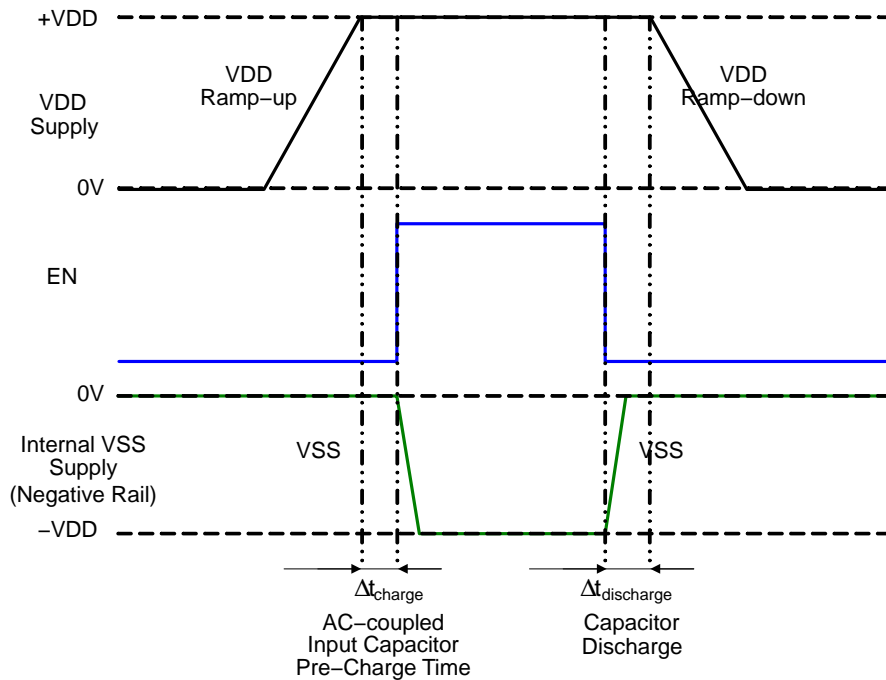 +VDD
VDD
Ramp−up
VDD
Ramp−down
VDD
Supply
0V
EN
0V
Internal VSS
Supply
(Negative Rail)
VSS
VSS
−VDD
Δtcharge
Δtdischarge
AC−coupled
Input Capacitor
Pre−Charge Time
Capacitor
Discharge